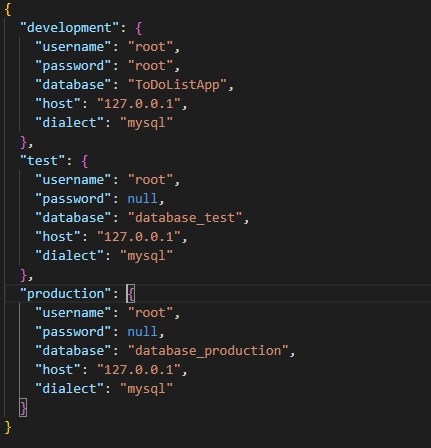 {
  "development": {
    "username": "root",
    "password": "root",
    "database": "ToDoListApp",
    "host": "127.0.0.1",
    "dialect": "mysql"
  },
  "test": {
    "username": "root",
    "password": null,
    "database": "database_test",
    "host": "127.0.0.1",
    "dialect": "mysql"
  },
  "production": {
    "username": "root",
    "password": null,
    "database": "database_production",
    "host": "127.0.0.1",
    "dialect": "mysql"
  }
}